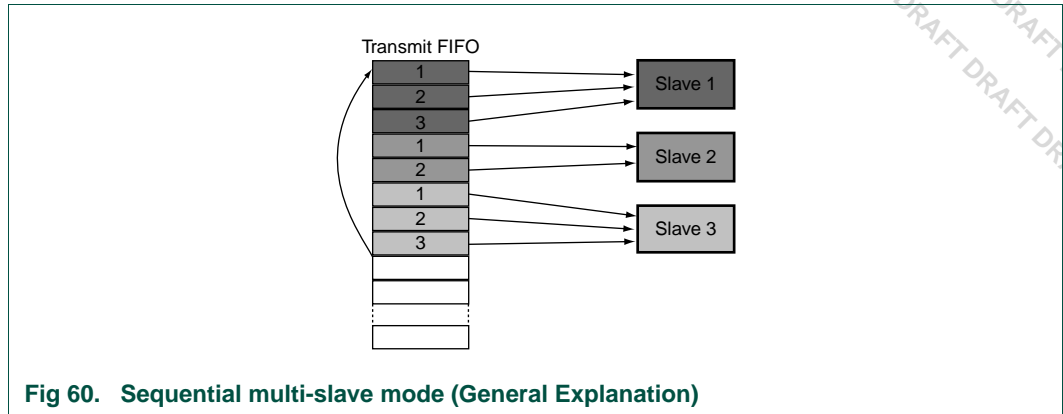 DRAFT
DRAFT DRAFT
Transmit FIFO
1
2
3
1
2
1
2
3
Slave 1
Slave 2
Slave 3
Fig 60. Sequential multi-slave mode (General Explanation)